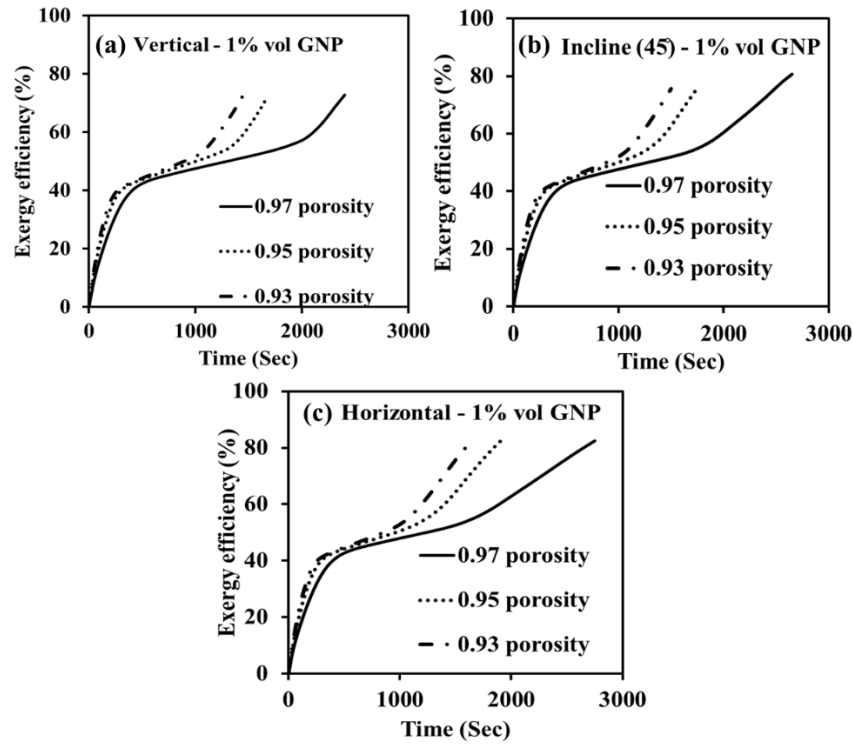 (a) Vertical - 1% vol GNP
Exergy efficiency (%)
100
80
60
40
20
0
0.97 porosity
0.95 porosity
0.93 porosity
0 1000 2000 3000
Time (Sec)
(b) Incline (45°) - 1% vol GNP
Exergy efficiency (%)
100
80
60
40
20
0
0.97 porosity
0.95 porosity
0.93 porosity
0 1000 2000 3000
Time (Sec)
(c) Horizontal - 1% vol GNP
Exergy efficiency (%)
100
80
60
40
20
0
0.97 porosity
0.95 porosity
0.93 porosity
0 1000 2000 3000
Time (Sec)